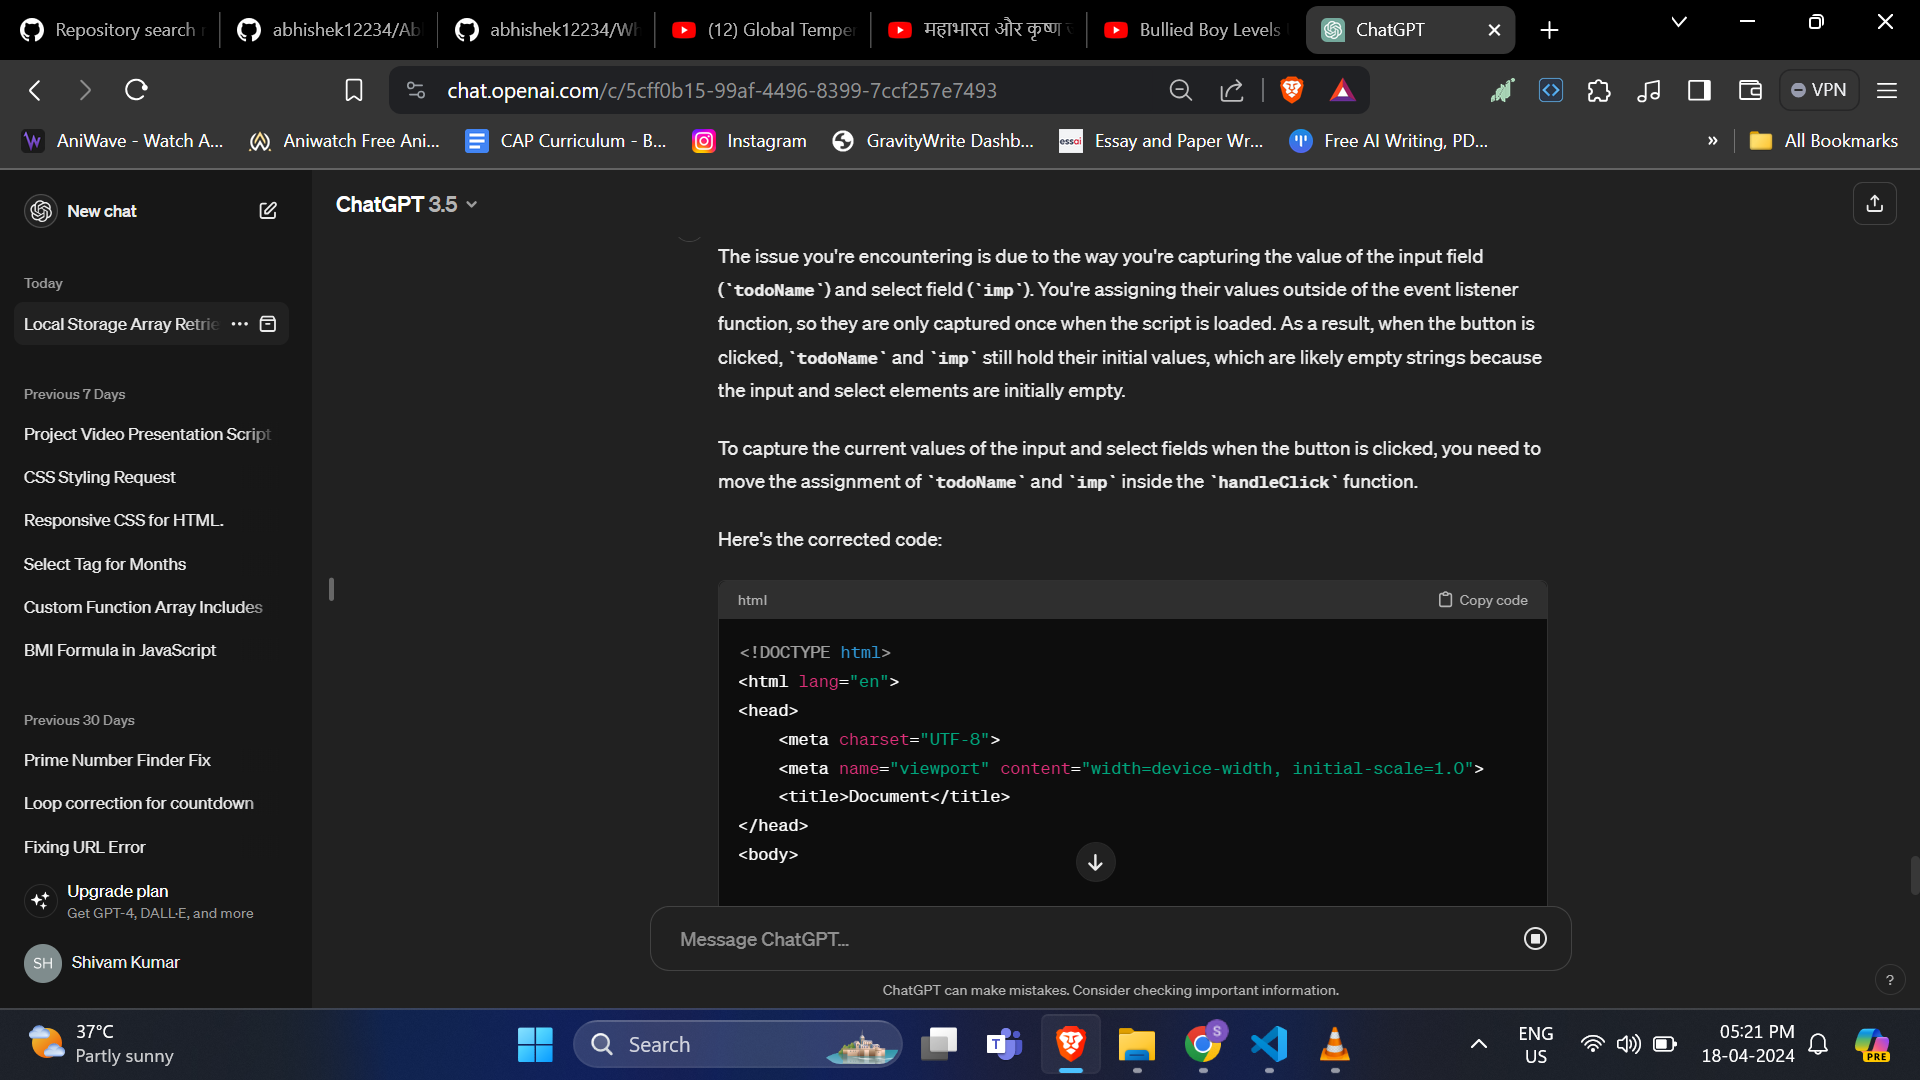 Repository search r
abhishek12234/Ab
abhishek12234/Wh
(12) Global Temper
महाभारत और कृष्ण
Bullied Boy Levels
ChatGPT
chat.openai.com/c/5cff0b15-99af-4496-8399-7ccf257e7493
VPN
AniWave - Watch A...
Aniwatch Free Ani...
CAP Curriculum - B...
Instagram
GravityWrite Dashb...
essai
Essay and Paper Wr...
Free AI Writing, PD...
»
All Bookmarks
New chat
ChatGPT 3.5
Today
Local Storage Array Retrie
Previous 7 Days
Project Video Presentation Script
CSS Styling Request
Responsive CSS for HTML.
Select Tag for Months
Custom Function Array Includes
BMI Formula in JavaScript
Previous 30 Days
Prime Number Finder Fix
Loop correction for countdown
Fixing URL Error
Upgrade plan
Get GPT-4, DALL·E, and more
SH
Shivam Kumar
The issue you're encountering is due to the way you're capturing the value of the input field
(`todoName`) and select field (`imp`). You're assigning their values outside of the event listener
function, so they are only captured once when the script is loaded. As a result, when the button is
clicked, `todoName` and `imp` still hold their initial values, which are likely empty strings because
the input and select elements are initially empty.
To capture the current values of the input and select fields when the button is clicked, you need to
move the assignment of `todoName` and `imp` inside the `handleClick` function.
Here's the corrected code:
html
Copy code
<!DOCTYPE html>
<html lang="en">
<head>
<meta charset="UTF-8">
<meta name="viewport" content="width=device-width, initial-scale=1.0">
<title>Document</title>
</head>
<body>
Message ChatGPT...
ChatGPT can make mistakes. Consider checking important information.
?
37°C
Partly sunny
Search
T
S
ENG
US
05:21 PM
18-04-2024
PRE